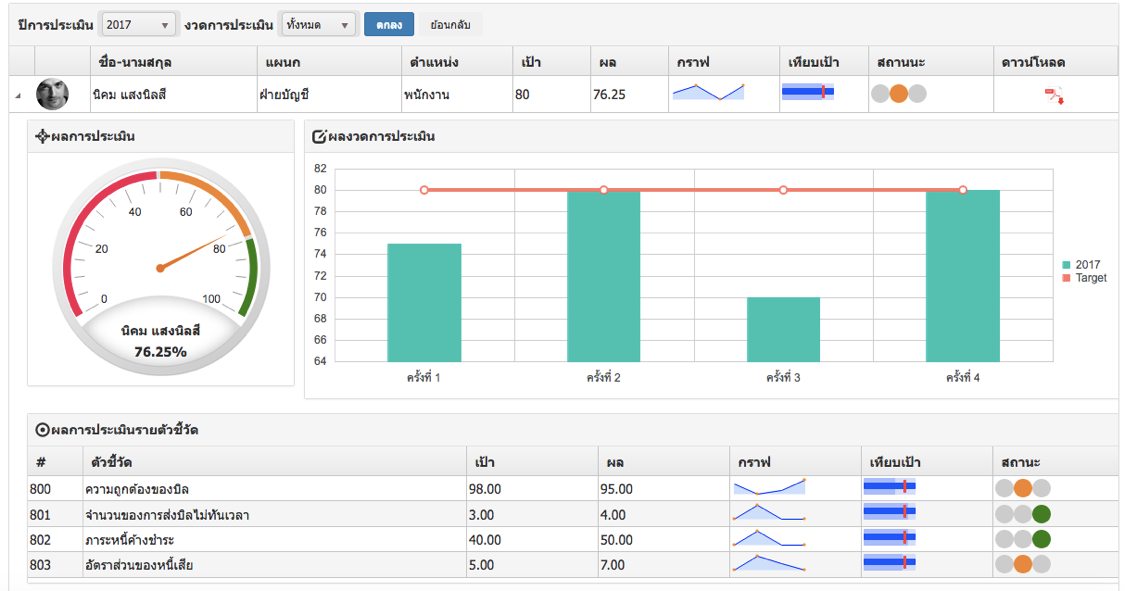 ปีการประเมิน 2017 งวดการประเมิน ทั้งหมด ตกลง ย้อนกลับ
ชื่อ-นามสกุล แผนก ตำแหน่ง เป้า ผล กราฟ เทียบเป้า สถานนะ ดาวน์โหลด
นิคม แสงนิลสี ฝ่ายบัญชี พนักงาน 80 76.25
ผลการประเมิน
0 20 40 60 80 100
นิคม แสงนิลสี
76.25%
ผลงวดการประเมิน
82
80
78
76
74
72
70
68
66
64
ครั้งที่ 1 ครั้งที่ 2 ครั้งที่ 3 ครั้งที่ 4
2017
Target
ผลการประเมินรายตัวชี้วัด
# ตัวชี้วัด เป้า ผล กราฟ เทียบเป้า สถานะ
800 ความถูกต้องของบิล 98.00 95.00
801 จำนวนของการส่งบิลไม่ทันเวลา 3.00 4.00
802 ภาระหนี้ค้างชำระ 40.00 50.00
803 อัตราส่วนของหนี้เสีย 5.00 7.00